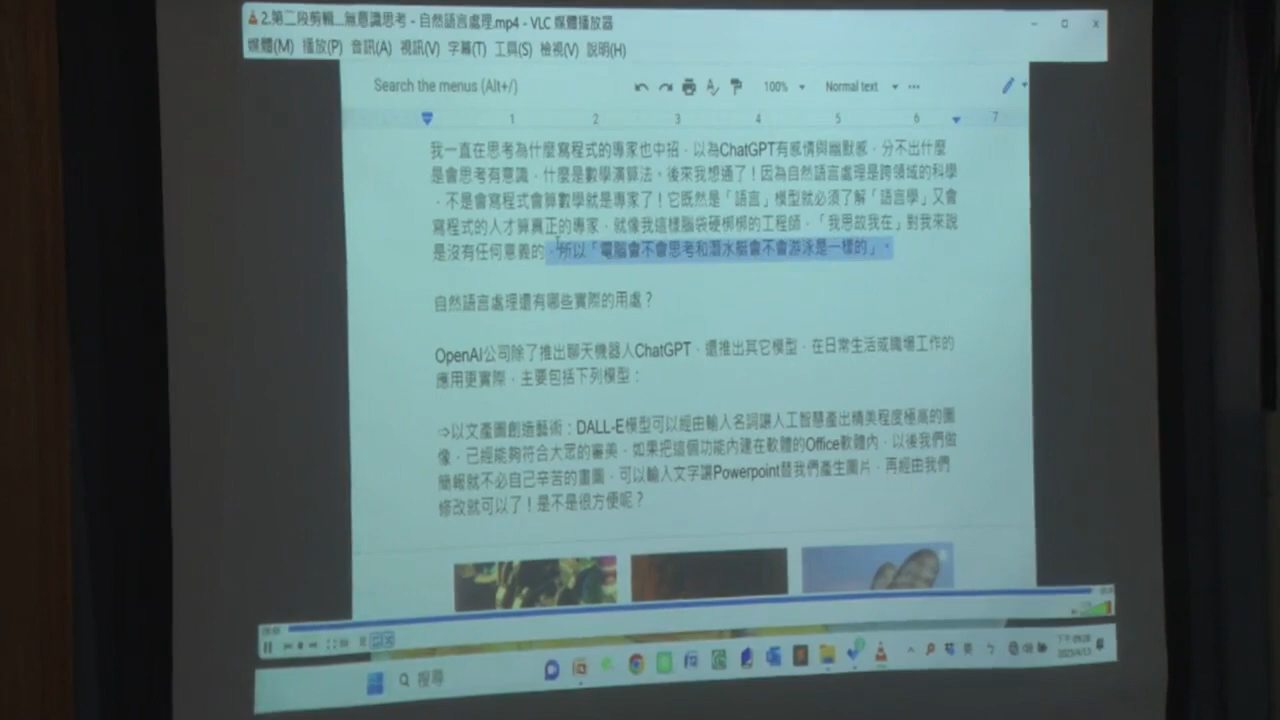 2.第二段剪輯...無意識思考 - 自然語言處理.mp4 - VLC 媒體播放器
媒體(M) 播放(P) 音訊(A) 視訊(V) 字幕(T) 工具(S) 檢視(V) 說明(H)
Search the menus (Alt+/) 100% Normal text
1 2 3 4 5 6 7
我一直在思考為什麼寫程式的專家也中招，以為ChatGPT有感情與幽默感，分不出什麼
是會思考有意識，什麼是數學演算法。後來我想通了！因為自然語言處理是跨領域的科學
，不是會寫程式會算數學就是專家了！它既然是「語言」模型就必須了解「語言學」又會
寫程式的人才算真正的專家，就像我這樣腦袋硬梆梆的工程師，「我思故我在」對我來說
是沒有任何意義的，所以「電腦會不會思考和潛水艇會不會游泳是一樣的」。
自然語言處理還有哪些實際的用處？
OpenAI公司除了推出聊天機器人ChatGPT，還推出其它模型，在日常生活或職場工作的
應用更實際，主要包括下列模型：
⇨以文產圖創造藝術：DALL-E模型可以經由輸入名詞讓人工智慧產出精美程度極高的圖
像，已經能夠符合大眾的審美，如果把這個功能內建在軟體的Office軟體內，以後我們做
簡報就不必自己辛苦的畫圖，可以輸入文字讓Powerpoint替我們產生圖片，再經由我們
修改就可以了！是不是很方便呢？
搜尋